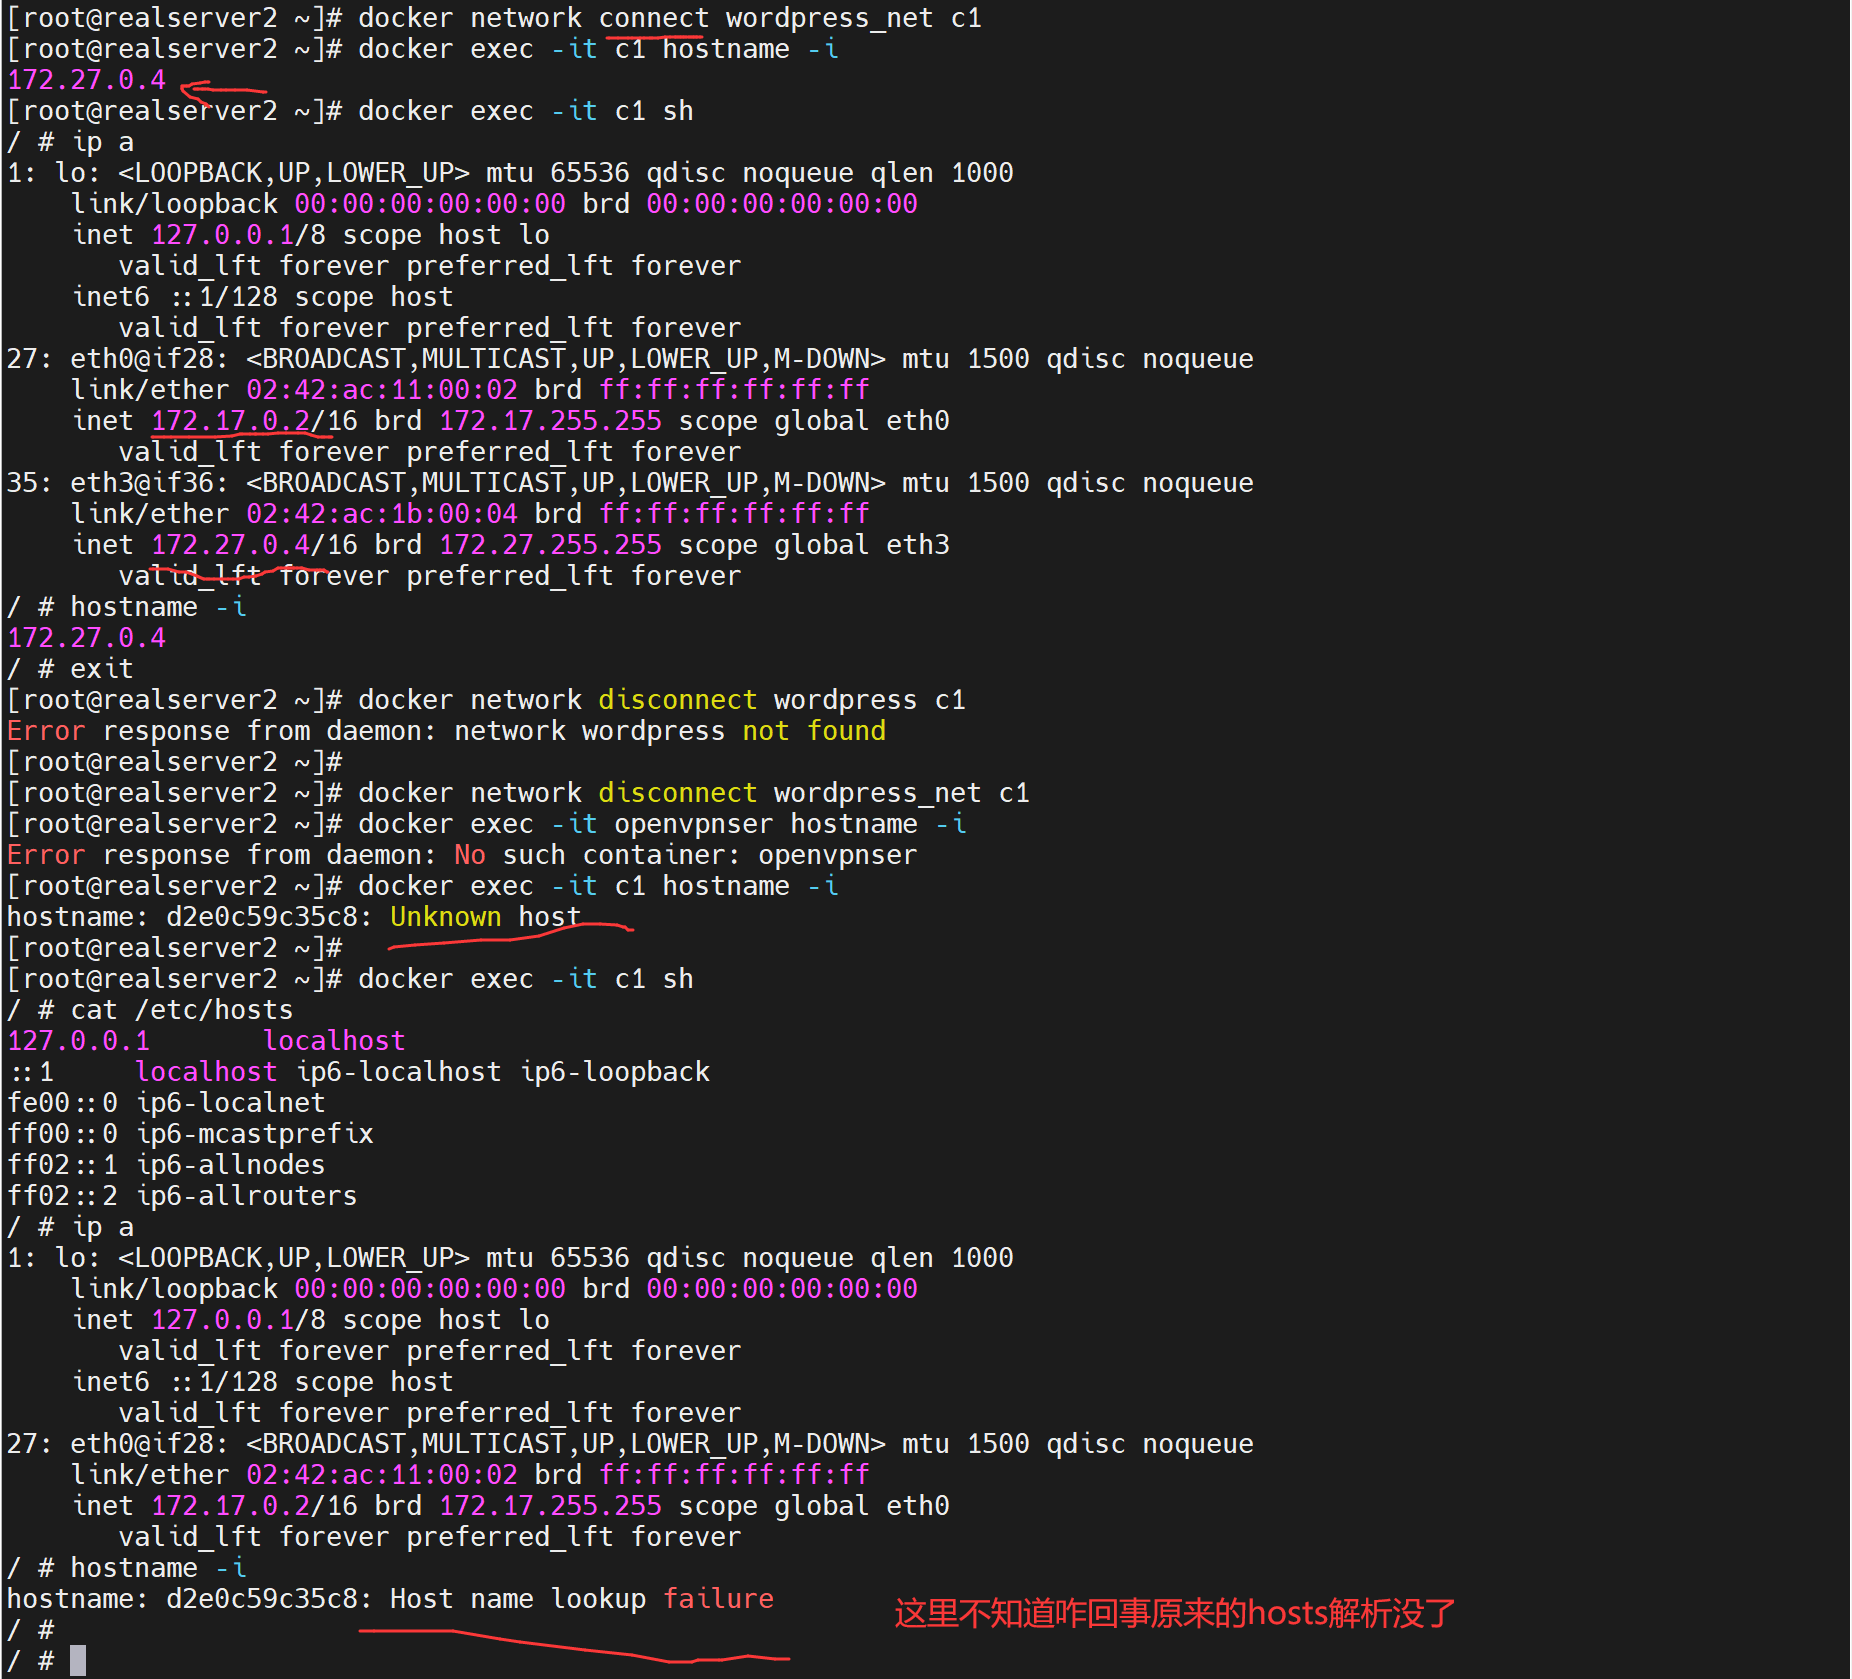 [root@realserver2 ~]# docker network connect wordpress_net c1
[root@realserver2 ~]# docker exec -it c1 hostname -i
172.27.0.4
[root@realserver2 ~]# docker exec -it c1 sh
/ # ip a
1: lo: <LOOPBACK,UP,LOWER_UP> mtu 65536 qdisc noqueue qlen 1000
    link/loopback 00:00:00:00:00:00 brd 00:00:00:00:00:00
    inet 127.0.0.1/8 scope host lo
       valid_lft forever preferred_lft forever
    inet6 ::1/128 scope host
       valid_lft forever preferred_lft forever
27: eth0@if28: <BROADCAST,MULTICAST,UP,LOWER_UP,M-DOWN> mtu 1500 qdisc noqueue
    link/ether 02:42:ac:11:00:02 brd ff:ff:ff:ff:ff:ff
    inet 172.17.0.2/16 brd 172.17.255.255 scope global eth0
       valid_lft forever preferred_lft forever
35: eth3@if36: <BROADCAST,MULTICAST,UP,LOWER_UP,M-DOWN> mtu 1500 qdisc noqueue
    link/ether 02:42:ac:1b:00:04 brd ff:ff:ff:ff:ff:ff
    inet 172.27.0.4/16 brd 172.27.255.255 scope global eth3
       valid_lft forever preferred_lft forever
/ # hostname -i
172.27.0.4
/ # exit
[root@realserver2 ~]# docker network disconnect wordpress c1
Error response from daemon: network wordpress not found
[root@realserver2 ~]#
[root@realserver2 ~]# docker network disconnect wordpress_net c1
[root@realserver2 ~]# docker exec -it openvpnser hostname -i
Error response from daemon: No such container: openvpnser
[root@realserver2 ~]# docker exec -it c1 hostname -i
hostname: d2e0c59c35c8: Unknown host
[root@realserver2 ~]#
[root@realserver2 ~]# docker exec -it c1 sh
/ # cat /etc/hosts
127.0.0.1       localhost
::1     localhost ip6-localhost ip6-loopback
fe00::0 ip6-localnet
ff00::0 ip6-mcastprefix
ff02::1 ip6-allnodes
ff02::2 ip6-allrouters
/ # ip a
1: lo: <LOOPBACK,UP,LOWER_UP> mtu 65536 qdisc noqueue qlen 1000
    link/loopback 00:00:00:00:00:00 brd 00:00:00:00:00:00
    inet 127.0.0.1/8 scope host lo
       valid_lft forever preferred_lft forever
    inet6 ::1/128 scope host
       valid_lft forever preferred_lft forever
27: eth0@if28: <BROADCAST,MULTICAST,UP,LOWER_UP,M-DOWN> mtu 1500 qdisc noqueue
    link/ether 02:42:ac:11:00:02 brd ff:ff:ff:ff:ff:ff
    inet 172.17.0.2/16 brd 172.17.255.255 scope global eth0
       valid_lft forever preferred_lft forever
/ # hostname -i
hostname: d2e0c59c35c8: Host name lookup failure
这里不知道咋回事原来的hosts解析没了
/ #
/ #